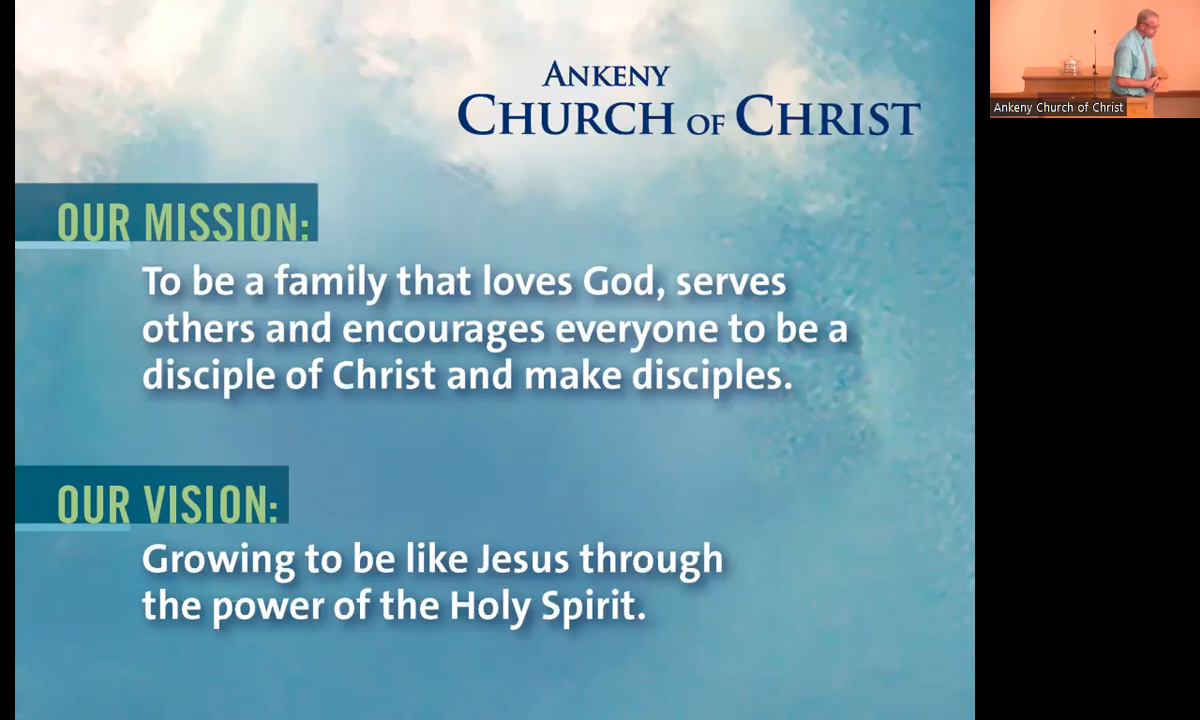 ANKENY
CHURCH OF CHRIST
OUR MISSION:
To be a family that loves God, serves
others and encourages everyone to be a
disciple of Christ and make disciples.
OUR VISION:
Growing to be like Jesus through
the power of the Holy Spirit.
Ankeny Church of Christ